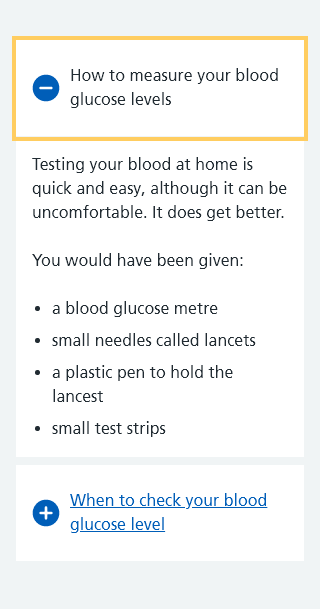 How to measure your blood
glucose levels
Testing your blood at home is
quick and easy, although it can be
uncomfortable. It does get better.
You would have been given:
a blood glucose metre
small needles called lancets
a plastic pen to hold the
lancest
small test strips
When to check your blood
glucose level